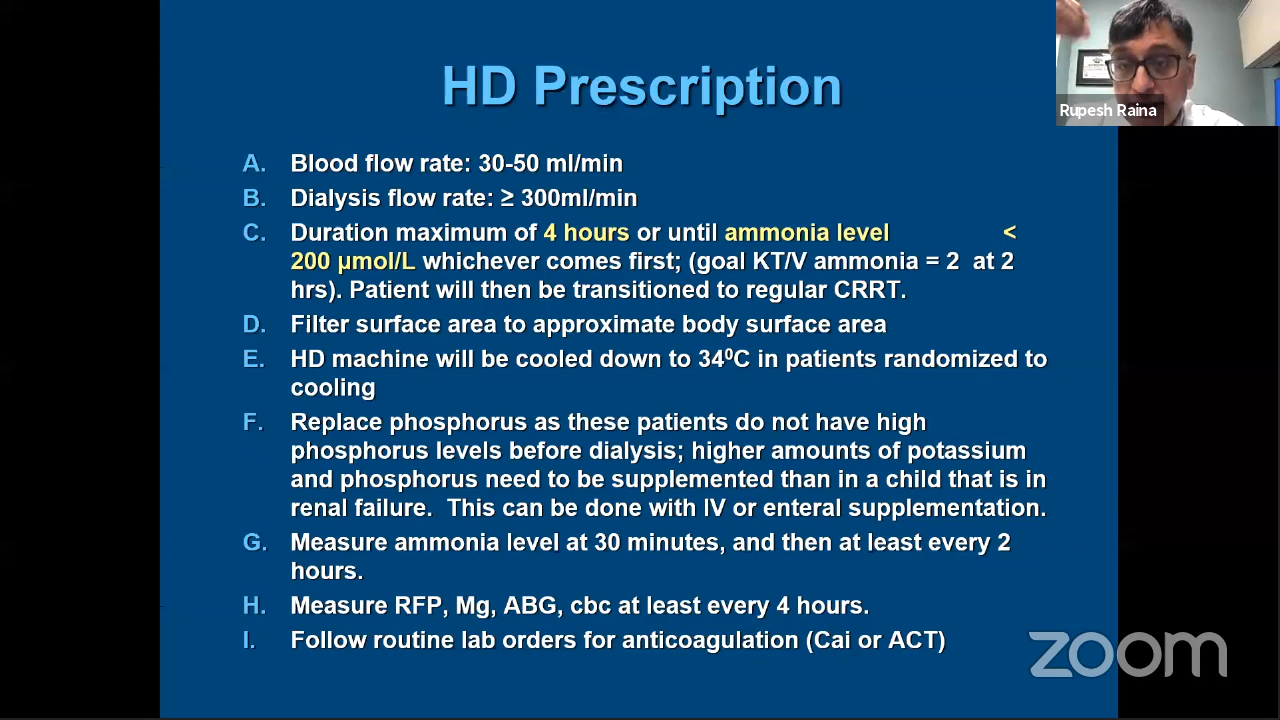 HD Prescription
Rupesh Raina
A. Blood flow rate: 30-50 ml/min
B. Dialysis flow rate: ≥ 300ml/min
C. Duration maximum of 4 hours or until ammonia level <
200 µmol/L whichever comes first; (goal KT/V ammonia = 2 at 2
hrs). Patient will then be transitioned to regular CRRT.
D. Filter surface area to approximate body surface area
E. HD machine will be cooled down to 34⁰C in patients randomized to
cooling
F. Replace phosphorus as these patients do not have high
phosphorus levels before dialysis; higher amounts of potassium
and phosphorus need to be supplemented than in a child that is in
renal failure. This can be done with IV or enteral supplementation.
G. Measure ammonia level at 30 minutes, and then at least every 2
hours.
H. Measure RFP, Mg, ABG, cbc at least every 4 hours.
I. Follow routine lab orders for anticoagulation (Cai or ACT)
zoom